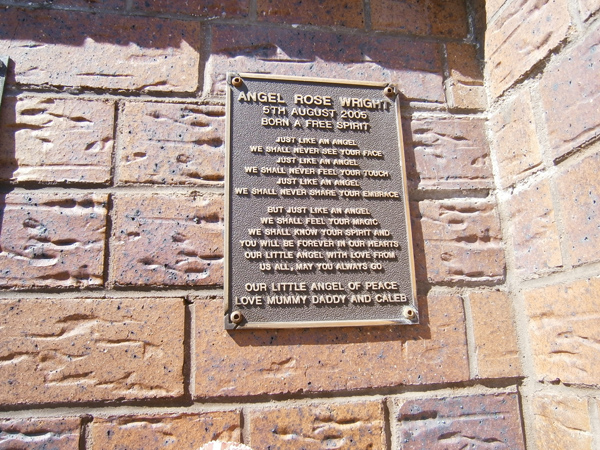 ANGEL ROSE WRIGHT
5TH AUGUST 2005
BORN A FREE SPIRIT
JUST LIKE AN ANGEL
WE SHALL NEVER SEE YOUR FACE
JUST LIKE AN ANGEL
WE SHALL NEVER FEEL YOUR TOUCH
JUST LIKE AN ANGEL
WE SHALL NEVER SHARE YOUR EMBRACE
BUT JUST LIKE AN ANGEL
WE SHALL FEEL YOUR MAGIC
WE SHALL KNOW YOUR SPIRIT AND
YOU WILL BE FOREVER IN OUR HEARTS
OUR LITTLE ANGEL WITH LOVE FROM
US ALL, MAY YOU ALWAYS GO
OUR LITTLE ANGEL OF PEACE
LOVE MUMMY DADDY AND CALEB